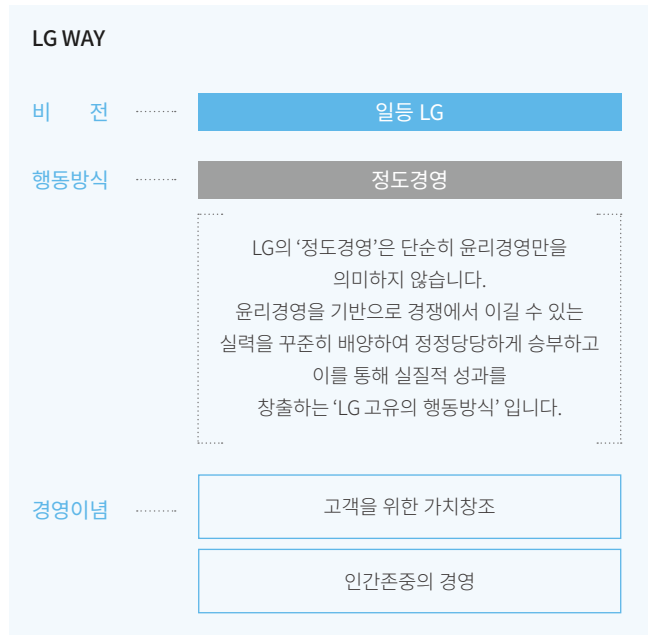 LG WAY
비 전
일등 LG
행동방식
정도경영
LG의 ‘정도경영’은 단순히 윤리경영만을
의미하지 않습니다.
윤리경영을 기반으로 경쟁에서 이길 수 있는
실력을 꾸준히 배양하여 정정당당하게 승부하고
이를 통해 실질적 성과를
창출하는 ‘LG 고유의 행동방식’ 입니다.
경영이념
고객을 위한 가치창조
인간존중의 경영